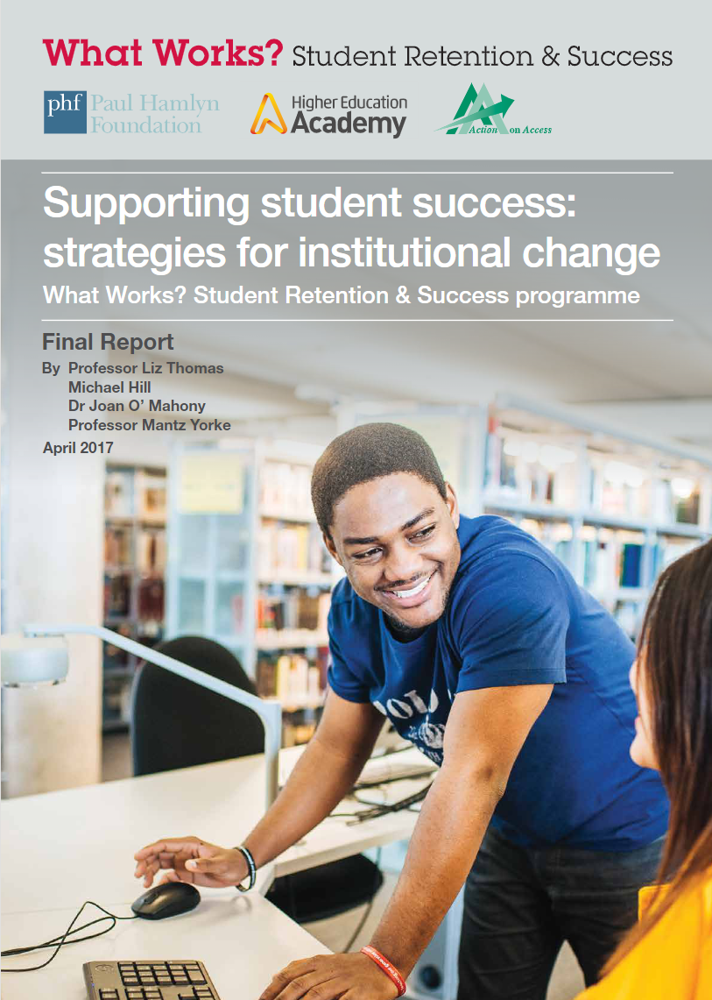 What Works? Student Retention & Success
phf Paul Hamlyn
Foundation
Higher Education
Academy
Action on Access
Supporting student success:
strategies for institutional change
What Works? Student Retention & Success programme
Final Report
By Professor Liz Thomas
Michael Hill
Dr Joan O’ Mahony
Professor Mantz Yorke
April 2017